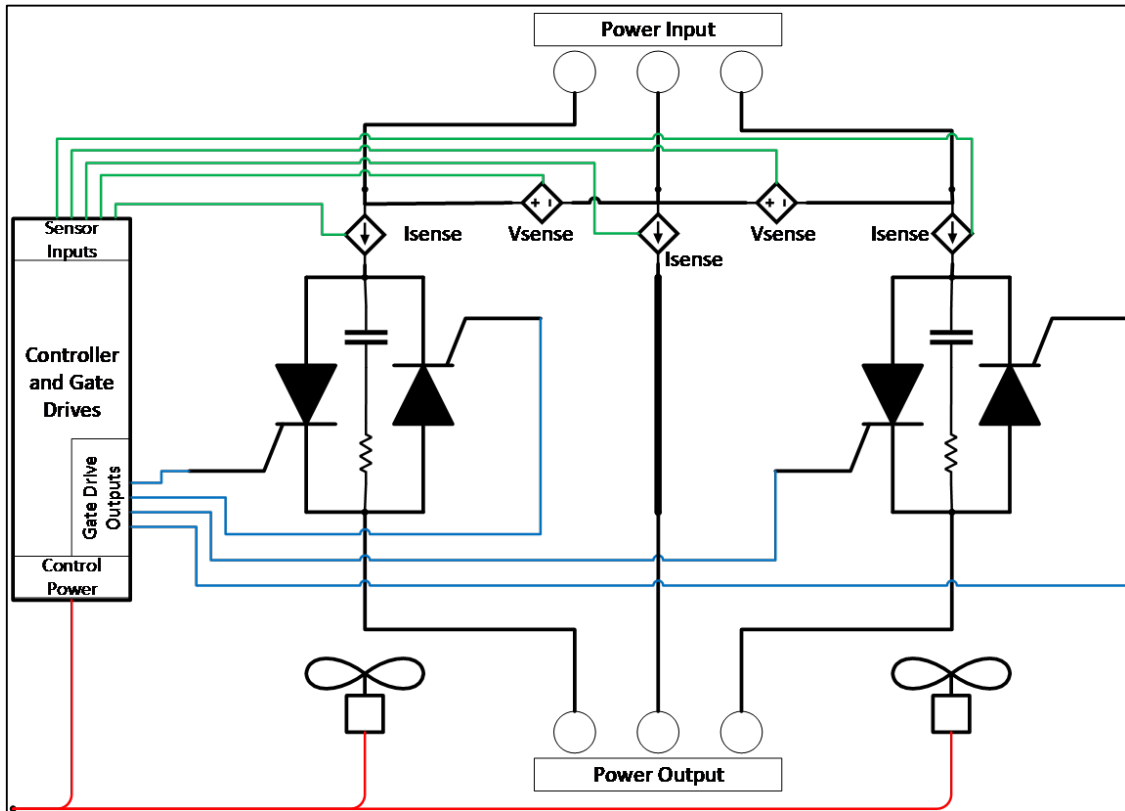 Power Input
Sensor
Inputs
Isense
Vsense
Isense
Vsense
Isense
Controller
and Gate
Drives
Gate Drive
Outputs
Control
Power
Power Output